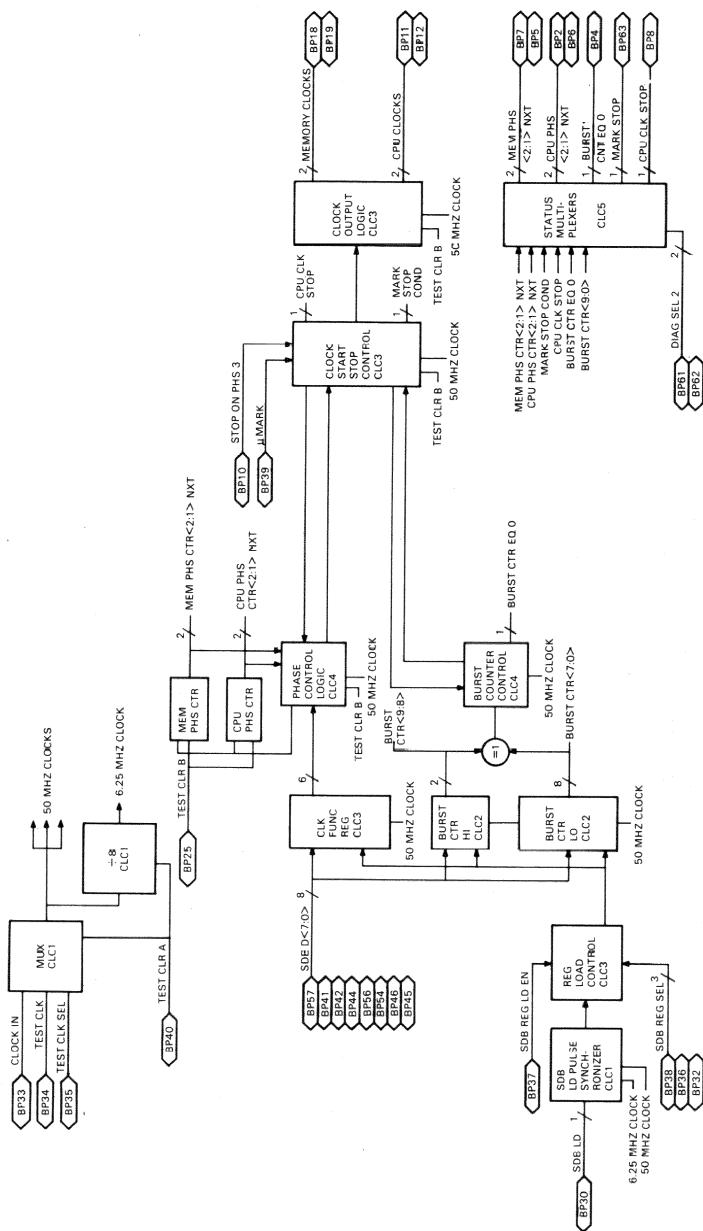 BP33
CLOCK IN
BP34
TEST CLK
BP35
TEST CLK SEL
MUX
CLC1
50 MHZ CLOCKS
÷8
CLC1
6.25 MHZ CLOCK
BP40
TEST CLR A
BP25
TEST CLR B
MEM
PHS CTR
2
MEM PHS CTR<2:1> NXT
CPU
PHS CTR
2
CPU PHS
CTR<2:1> NXT
PHASE
CONTROL
LOGIC
CLC4
TEST CLR B
50 MHZ CLOCK
BP10
STOP ON PHS 3
BP39
µMARK
CLOCK
START
STOP
CONTROL
CLC3
1
CPU CLK
STOP
1
MARK
STOP
COND
TEST CLR B
50 MHZ CLOCK
CLOCK
OUTPUT
LOGIC
CLC3
TEST CLR B
5C MHZ CLOCK
2
MEMORY CLOCKS
BP18
BP19
2
CPU CLOCKS
BP11
BP12
BP57
BP41
BP42
BP44
BP56
BP54
BP46
BP45
SDE D<7:0>
8
CLK
FUNC
REG
CLC3
6
50 MHZ CLOCK
BURST
CTR
HI
CLC2
2
BURST
CTR<9:8>
BURST
CTR
LO
CLC2
8
BURST CTR<7:0>
50 MHZ CLOCK
=1
BURST
COUNTER
CONTROL
CLC4
1
BURST CTR EQ 0
50 MHZ CLOCK
BP30
SDB LD
1
SDB
LD PULSE
SYNCH-
RONIZER
CLC1
6.25 MHZ CLOCK
50 MHZ CLOCK
BP37
SDB REG LD EN
REG
LOAD
CONTROL
CLC3
BP38
BP36
BP32
SDB REG SEL
3
MEM PHS CTR<2:1> NXT
CPU PHS CTR<2:1> NXT
MARK STOP COND
CPU CLK STOP
BURST CTR EQ 0
BURST CTR<9:0>
STATUS
MULTI-
PLEXERS
CLC5
BP61
BP62
DIAG SEL 2
2
2
MEM PHS
<2:1> NXT
BP7
BP5
2
CPU PHS
<2:1> NXT
BP2
BP6
1
BURST'
CNT EQ 0
BP4
1
MARK STOP
BP63
1
CPU CLK STOP
BP8